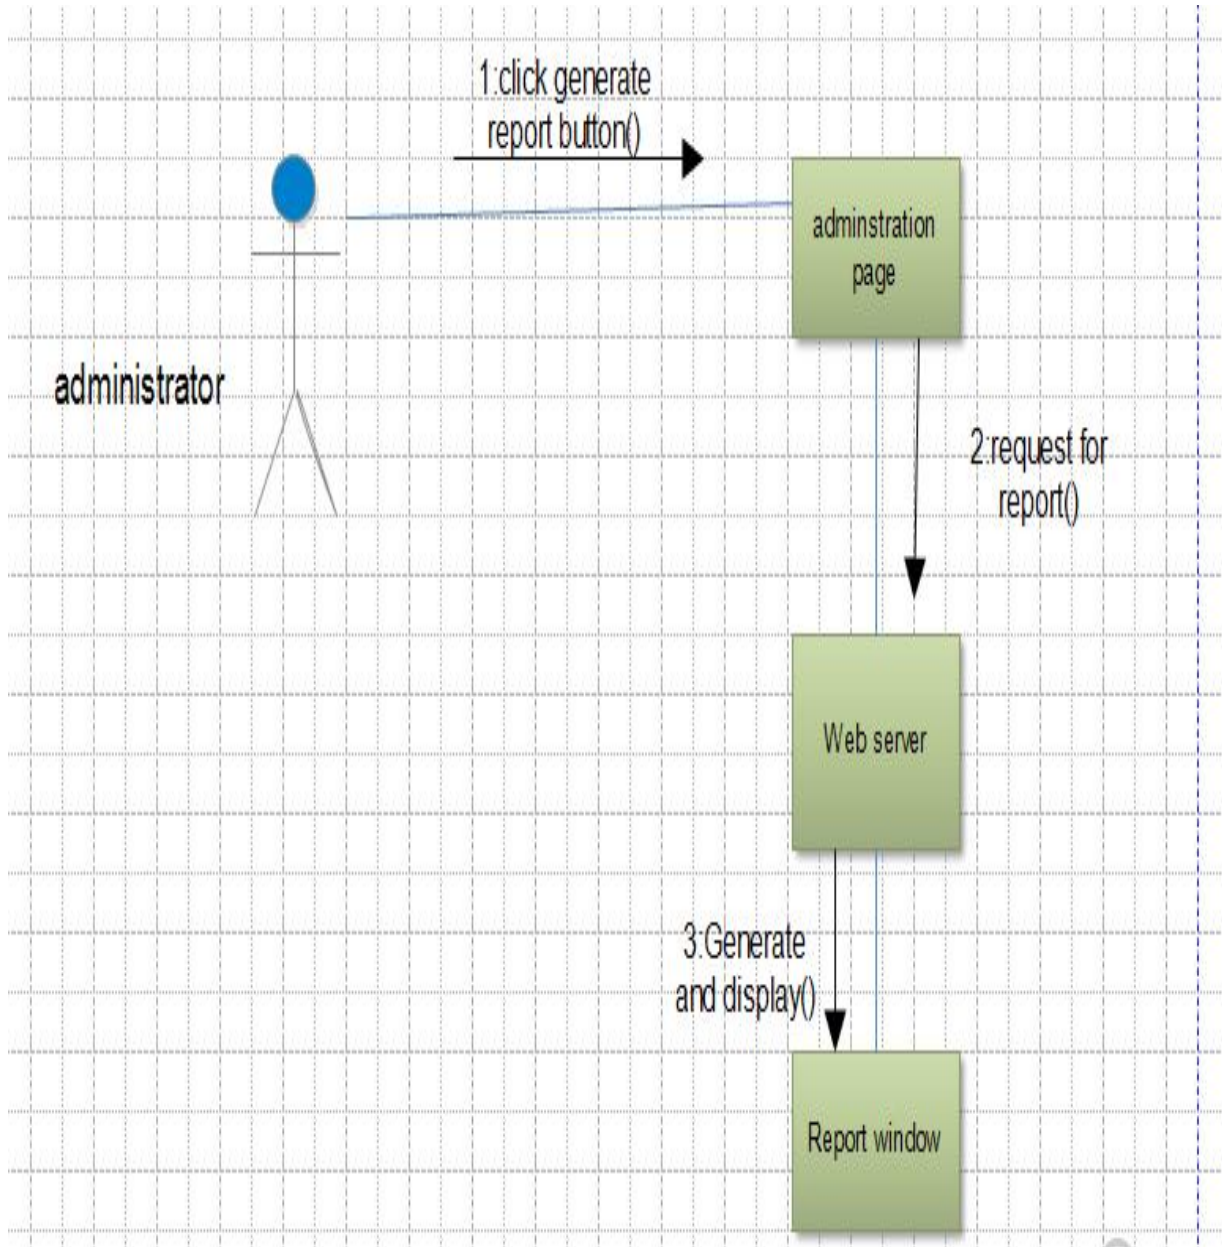 1:click generate
report button()
adminstration
page
administrator
2:request for
report()
Web server
3:Generate
and display()
Report window